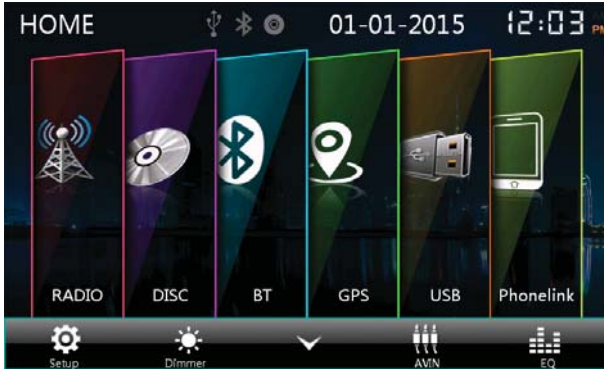 HOME 01-01-2015 12:03 PM
RADIO DISC BT GPS USB Phonelink
Setup Dimmer AVIN EQ